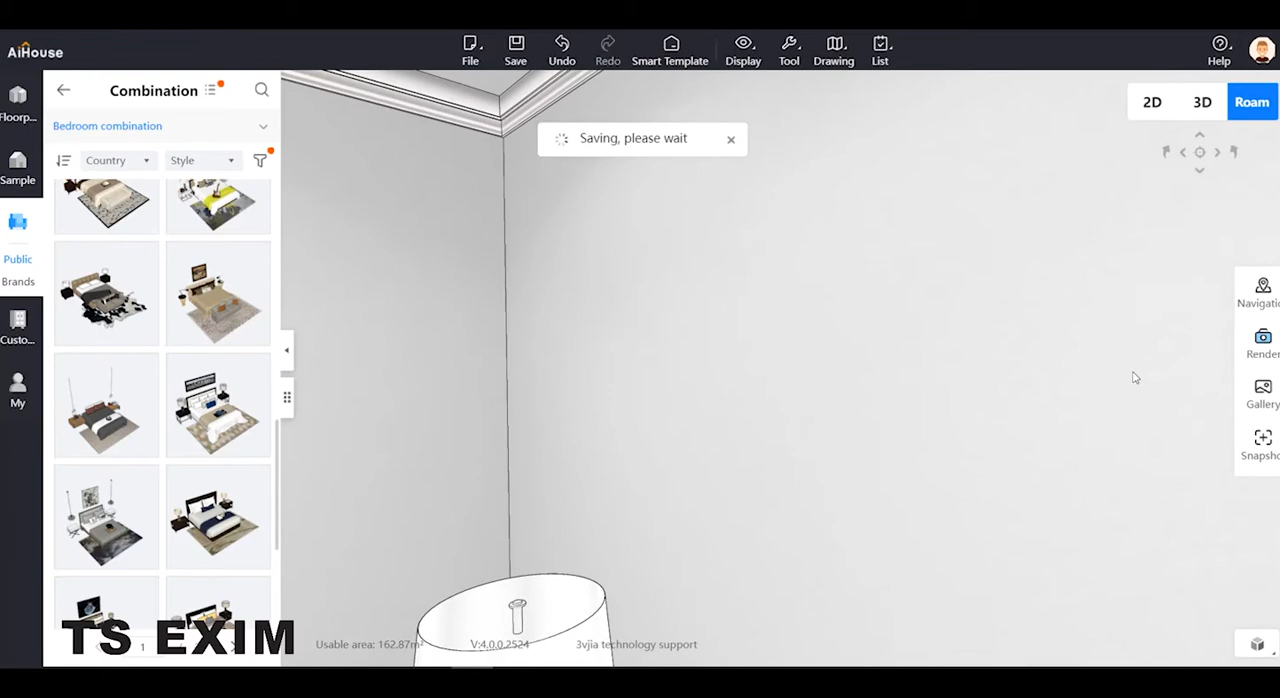 AiHouse
File
Save
Undo
Redo
Smart Template
Display
Tool
Drawing
List
Help
Floorp...
Sample
Public
Brands
Custo...
My
Combination
Bedroom combination
Country
Style
Saving, please wait
2D
3D
Roam
Navigatio
Render
Gallery
Snapsho
TS EXIM
1
Usable area: 162.87m²
V:4.0.0.2524
3vjia technology support